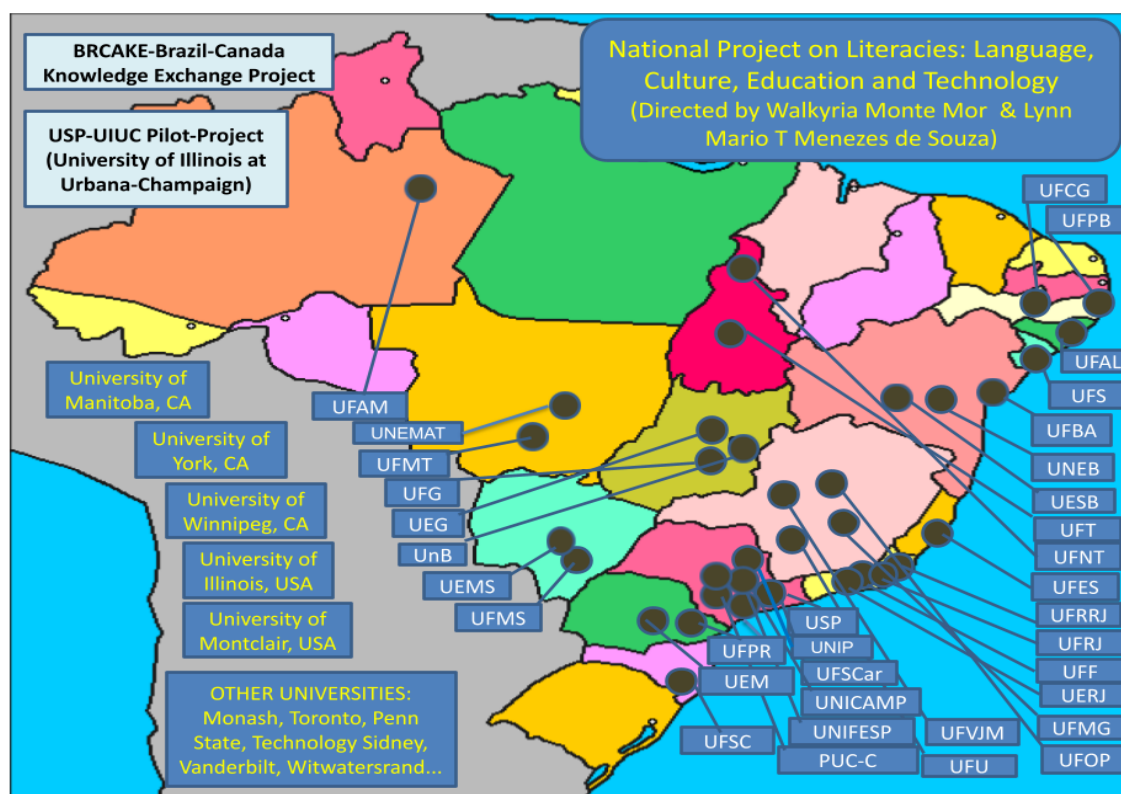 BRCAKE-Brazil-Canada
Knowledge Exchange Project
USP-UIUC Pilot-Project
(University of Illinois at
Urbana-Champaign)
National Project on Literacies: Language,
Culture, Education and Technology
(Directed by Walkyria Monte Mor & Lynn
Mario T Menezes de Souza)
UFCG
UFPB
UFAL
UFS
UFBA
UNEB
UESB
UFT
UFNT
UFES
UFRRJ
UFRJ
UFF
UERJ
UFMG
UFOP
UFAM
UNEMAT
UFMT
UFG
UEG
UnB
UEMS
UFMS
USP
UNIP
UFSCar
UNICAMP
UNIFESP
PUC-C
UFVJM
UFU
UFPR
UEM
UFSC
University of
Manitoba, CA
University of
York, CA
University of
Winnipeg, CA
University of
Illinois, USA
University of
Montclair, USA
OTHER UNIVERSITIES:
Monash, Toronto, Penn
State, Technology Sidney,
Vanderbilt, Witwatersrand...